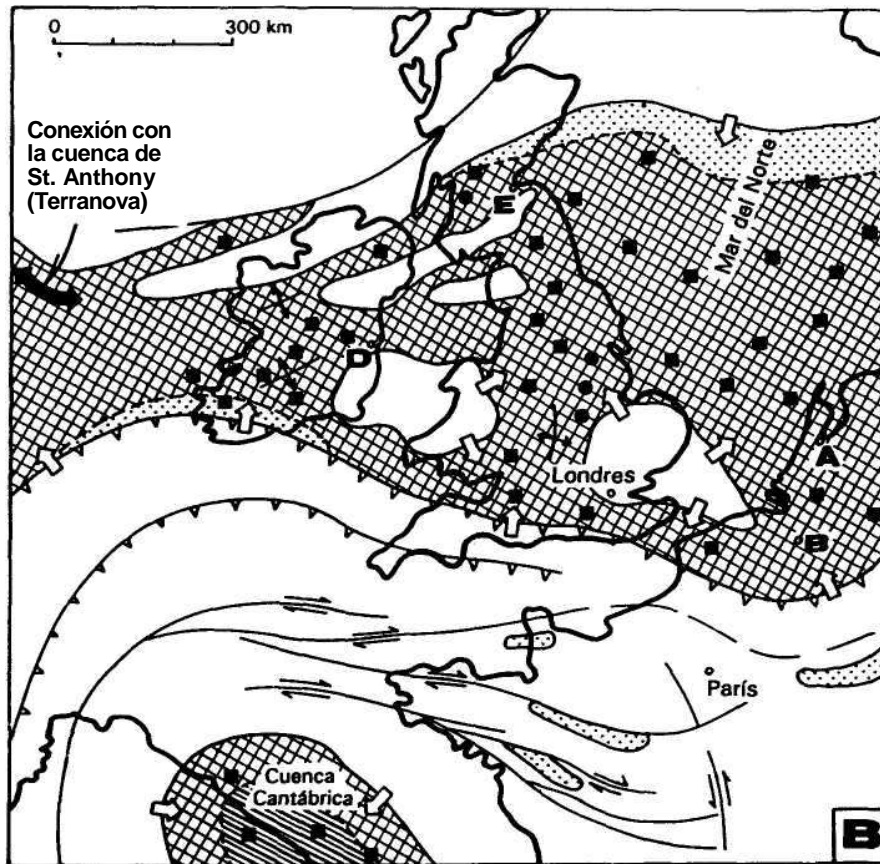 0 300 km
Conexión con
la cuenca de
St. Anthony
(Terranova)
Mar del Norte
E
D
A
Londres
B
París
Cuenca
Cantábrica
B